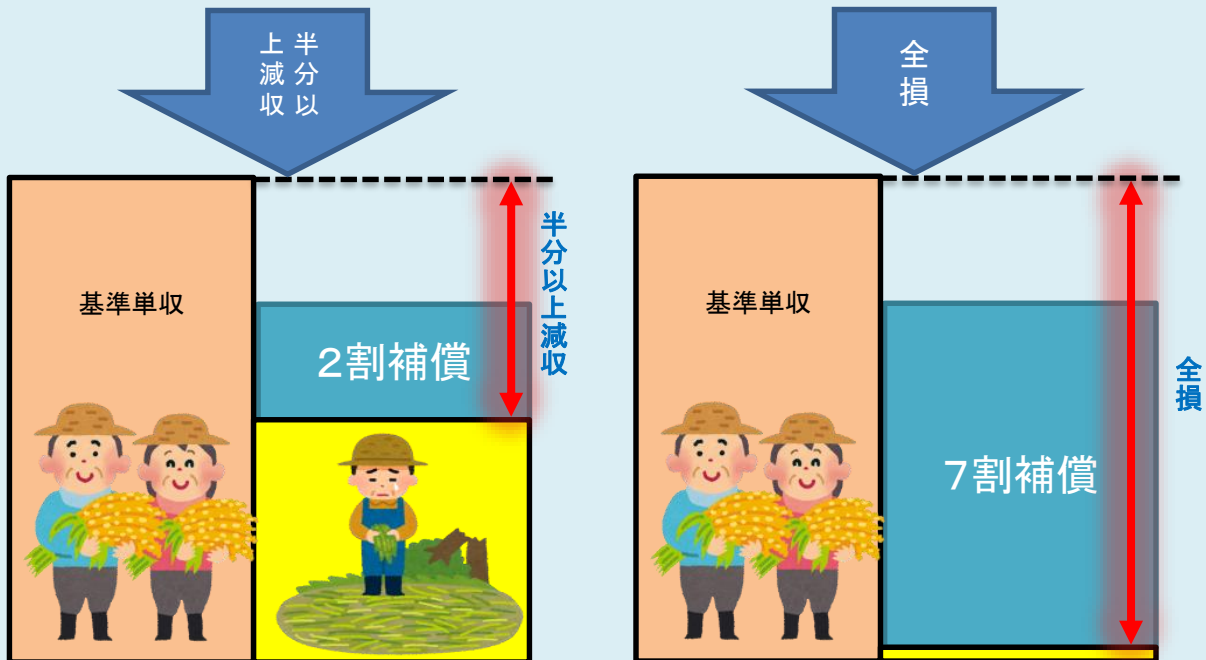 半分以
上減収
基準単収
2割補償
半分以上減収
全損
基準単収
7割補償
全損